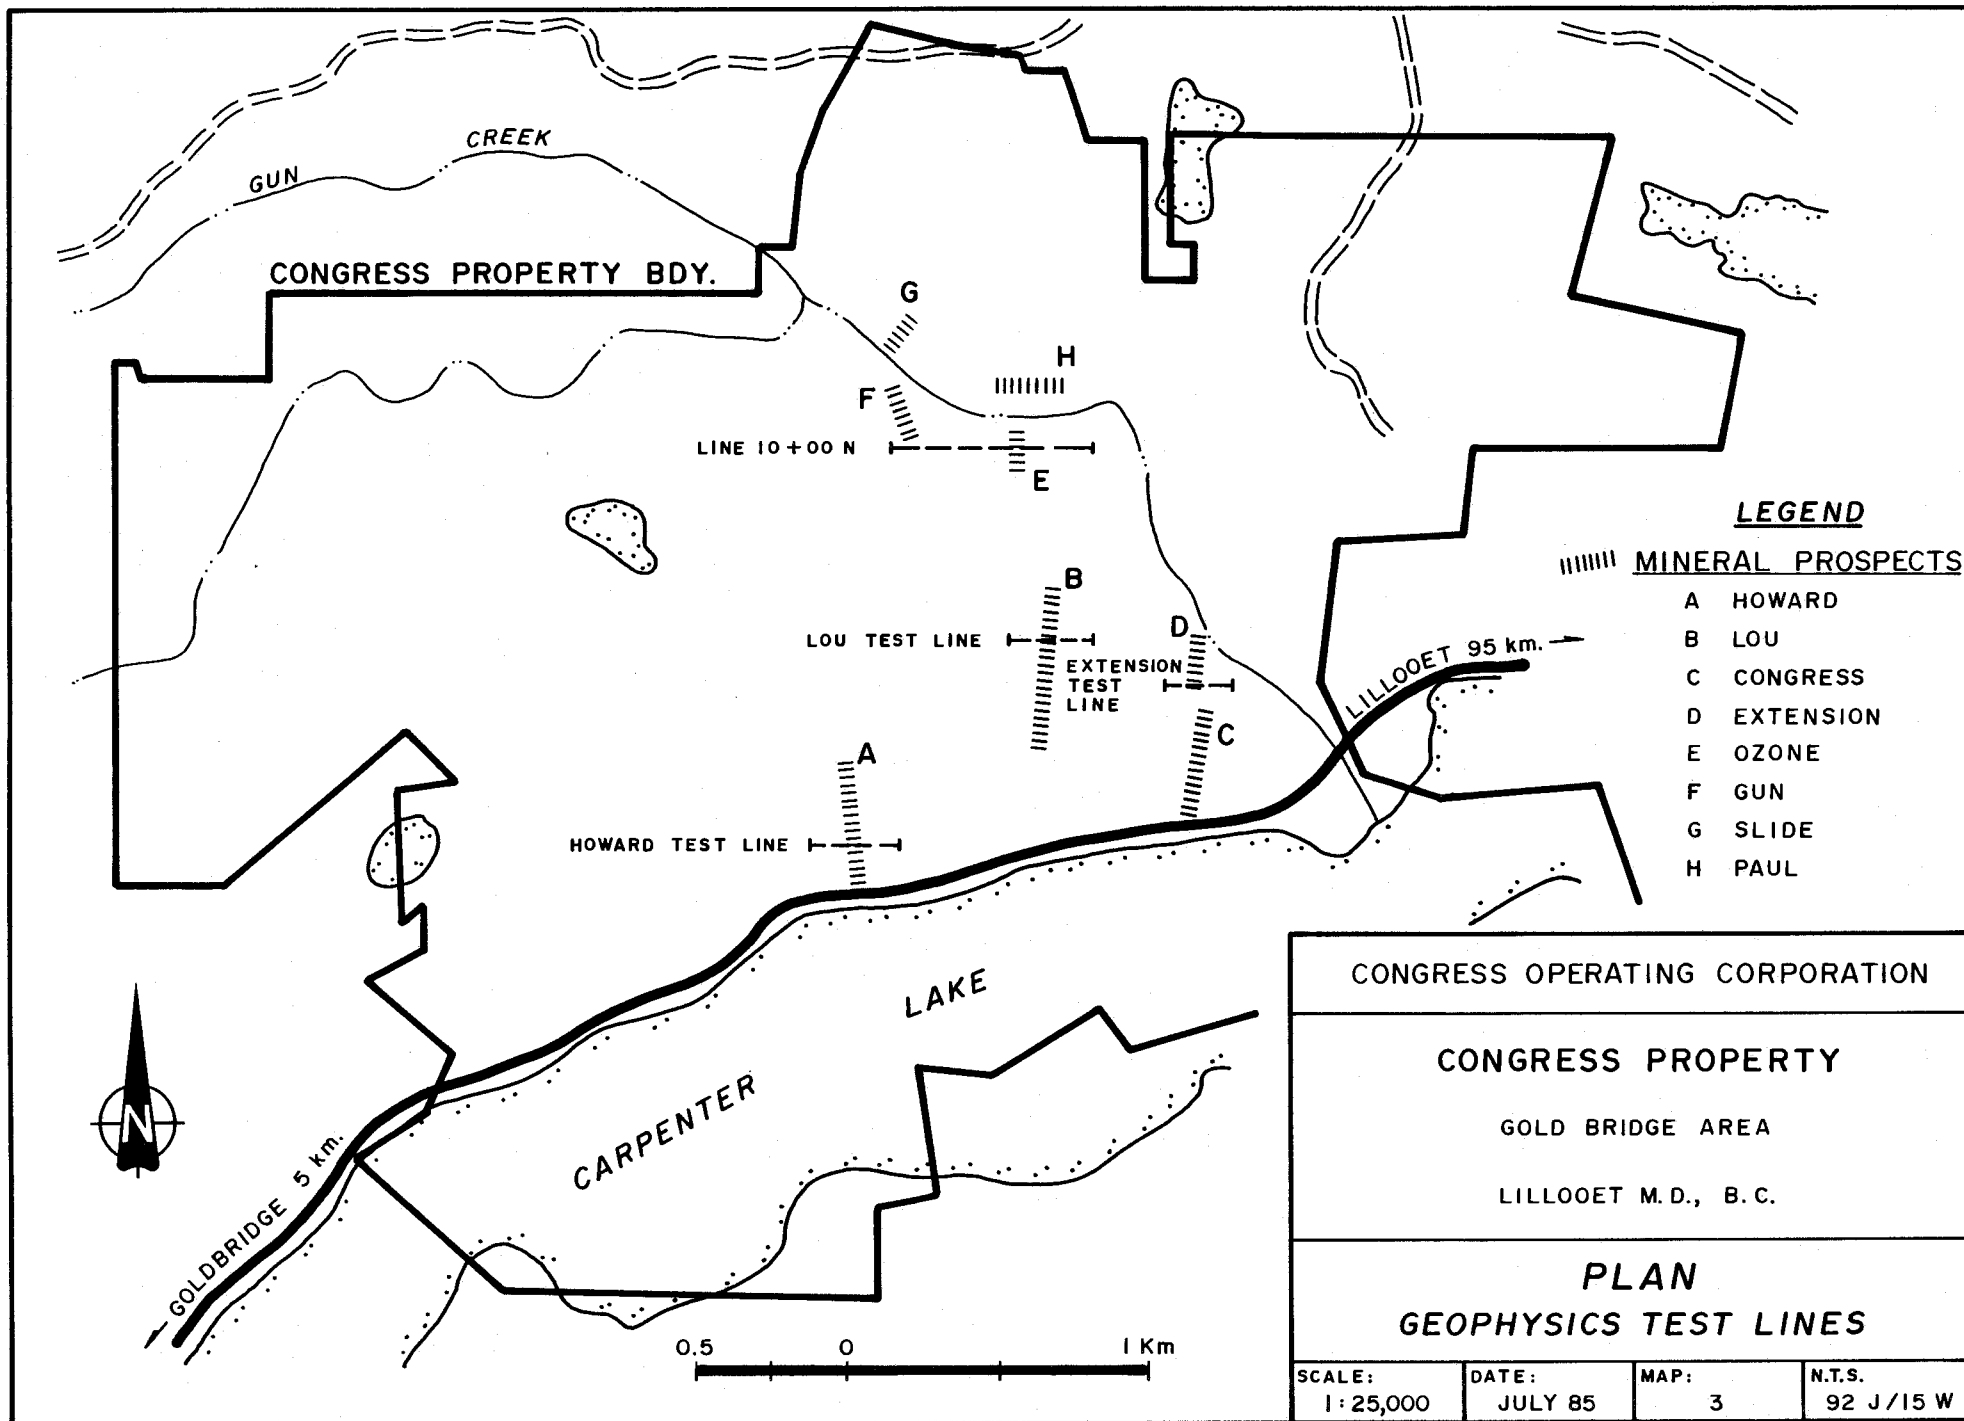 GUN CREEK
CONGRESS PROPERTY BDY.
G
H
F
LINE 10+00 N
E
B
LOU TEST LINE
D
EXTENSION
TEST
LINE
C
A
HOWARD TEST LINE
LILLOOET 95 km.
LEGEND
MINERAL PROSPECTS
A HOWARD
B LOU
C CONGRESS
D EXTENSION
E OZONE
F GUN
G SLIDE
H PAUL
CARPENTER LAKE
GOLDBRIDGE 5 km.
N
0.5 0 1 Km
CONGRESS OPERATING CORPORATION
CONGRESS PROPERTY
GOLD BRIDGE AREA
LILLOOET M.D., B.C.
PLAN
GEOPHYSICS TEST LINES
SCALE:
1:25,000
DATE:
JULY 85
MAP:
3
N.T.S.
92 J/15 W